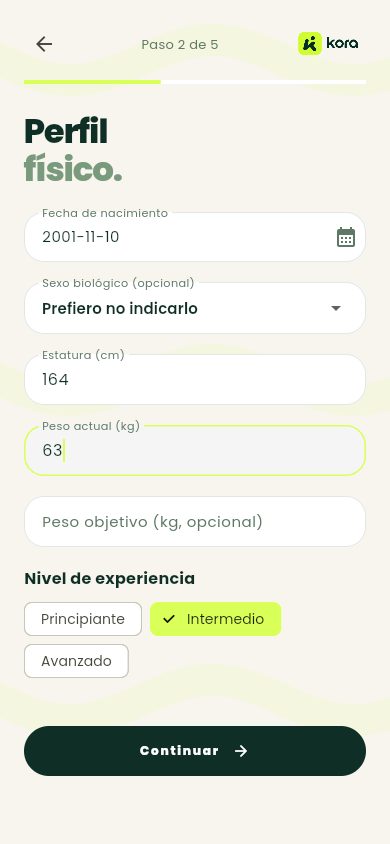 Paso 2 de 5
kora
Perfil
físico.
Fecha de nacimiento
2001-11-10
Sexo biológico (opcional)
Prefiero no indicarlo
Estatura (cm)
164
Peso actual (kg)
63
Peso objetivo (kg, opcional)
Nivel de experiencia
Principiante
Intermedio
Avanzado
Continuar